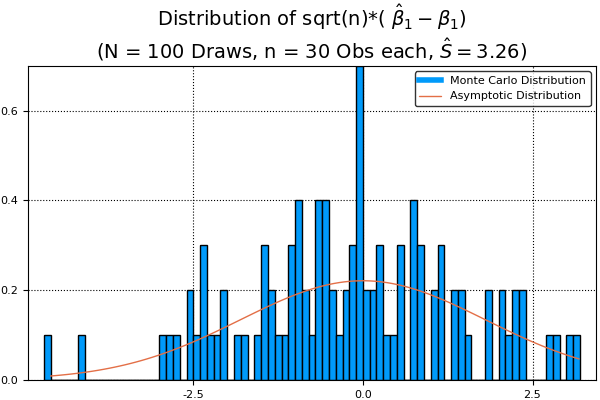 Distribution of sqrt(n)*( β̂₁ − β₁)
(N = 100 Draws, n = 30 Obs each, Ŝ = 3.26)
Monte Carlo Distribution
Asymptotic Distribution
0.6
0.4
0.2
0.0
-2.5 0.0 2.5